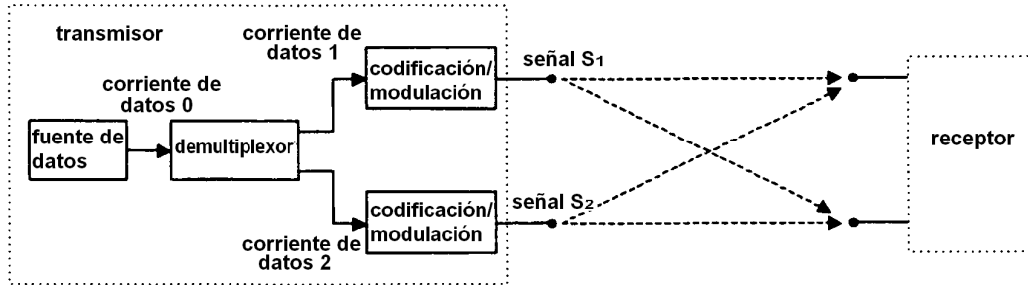 transmisor
corriente de
datos 1
codificación/
modulación
señal S1
corriente de
datos 0
fuente de
datos
demultiplexor
receptor
codificación/
modulación
señal S2
corriente de
datos 2